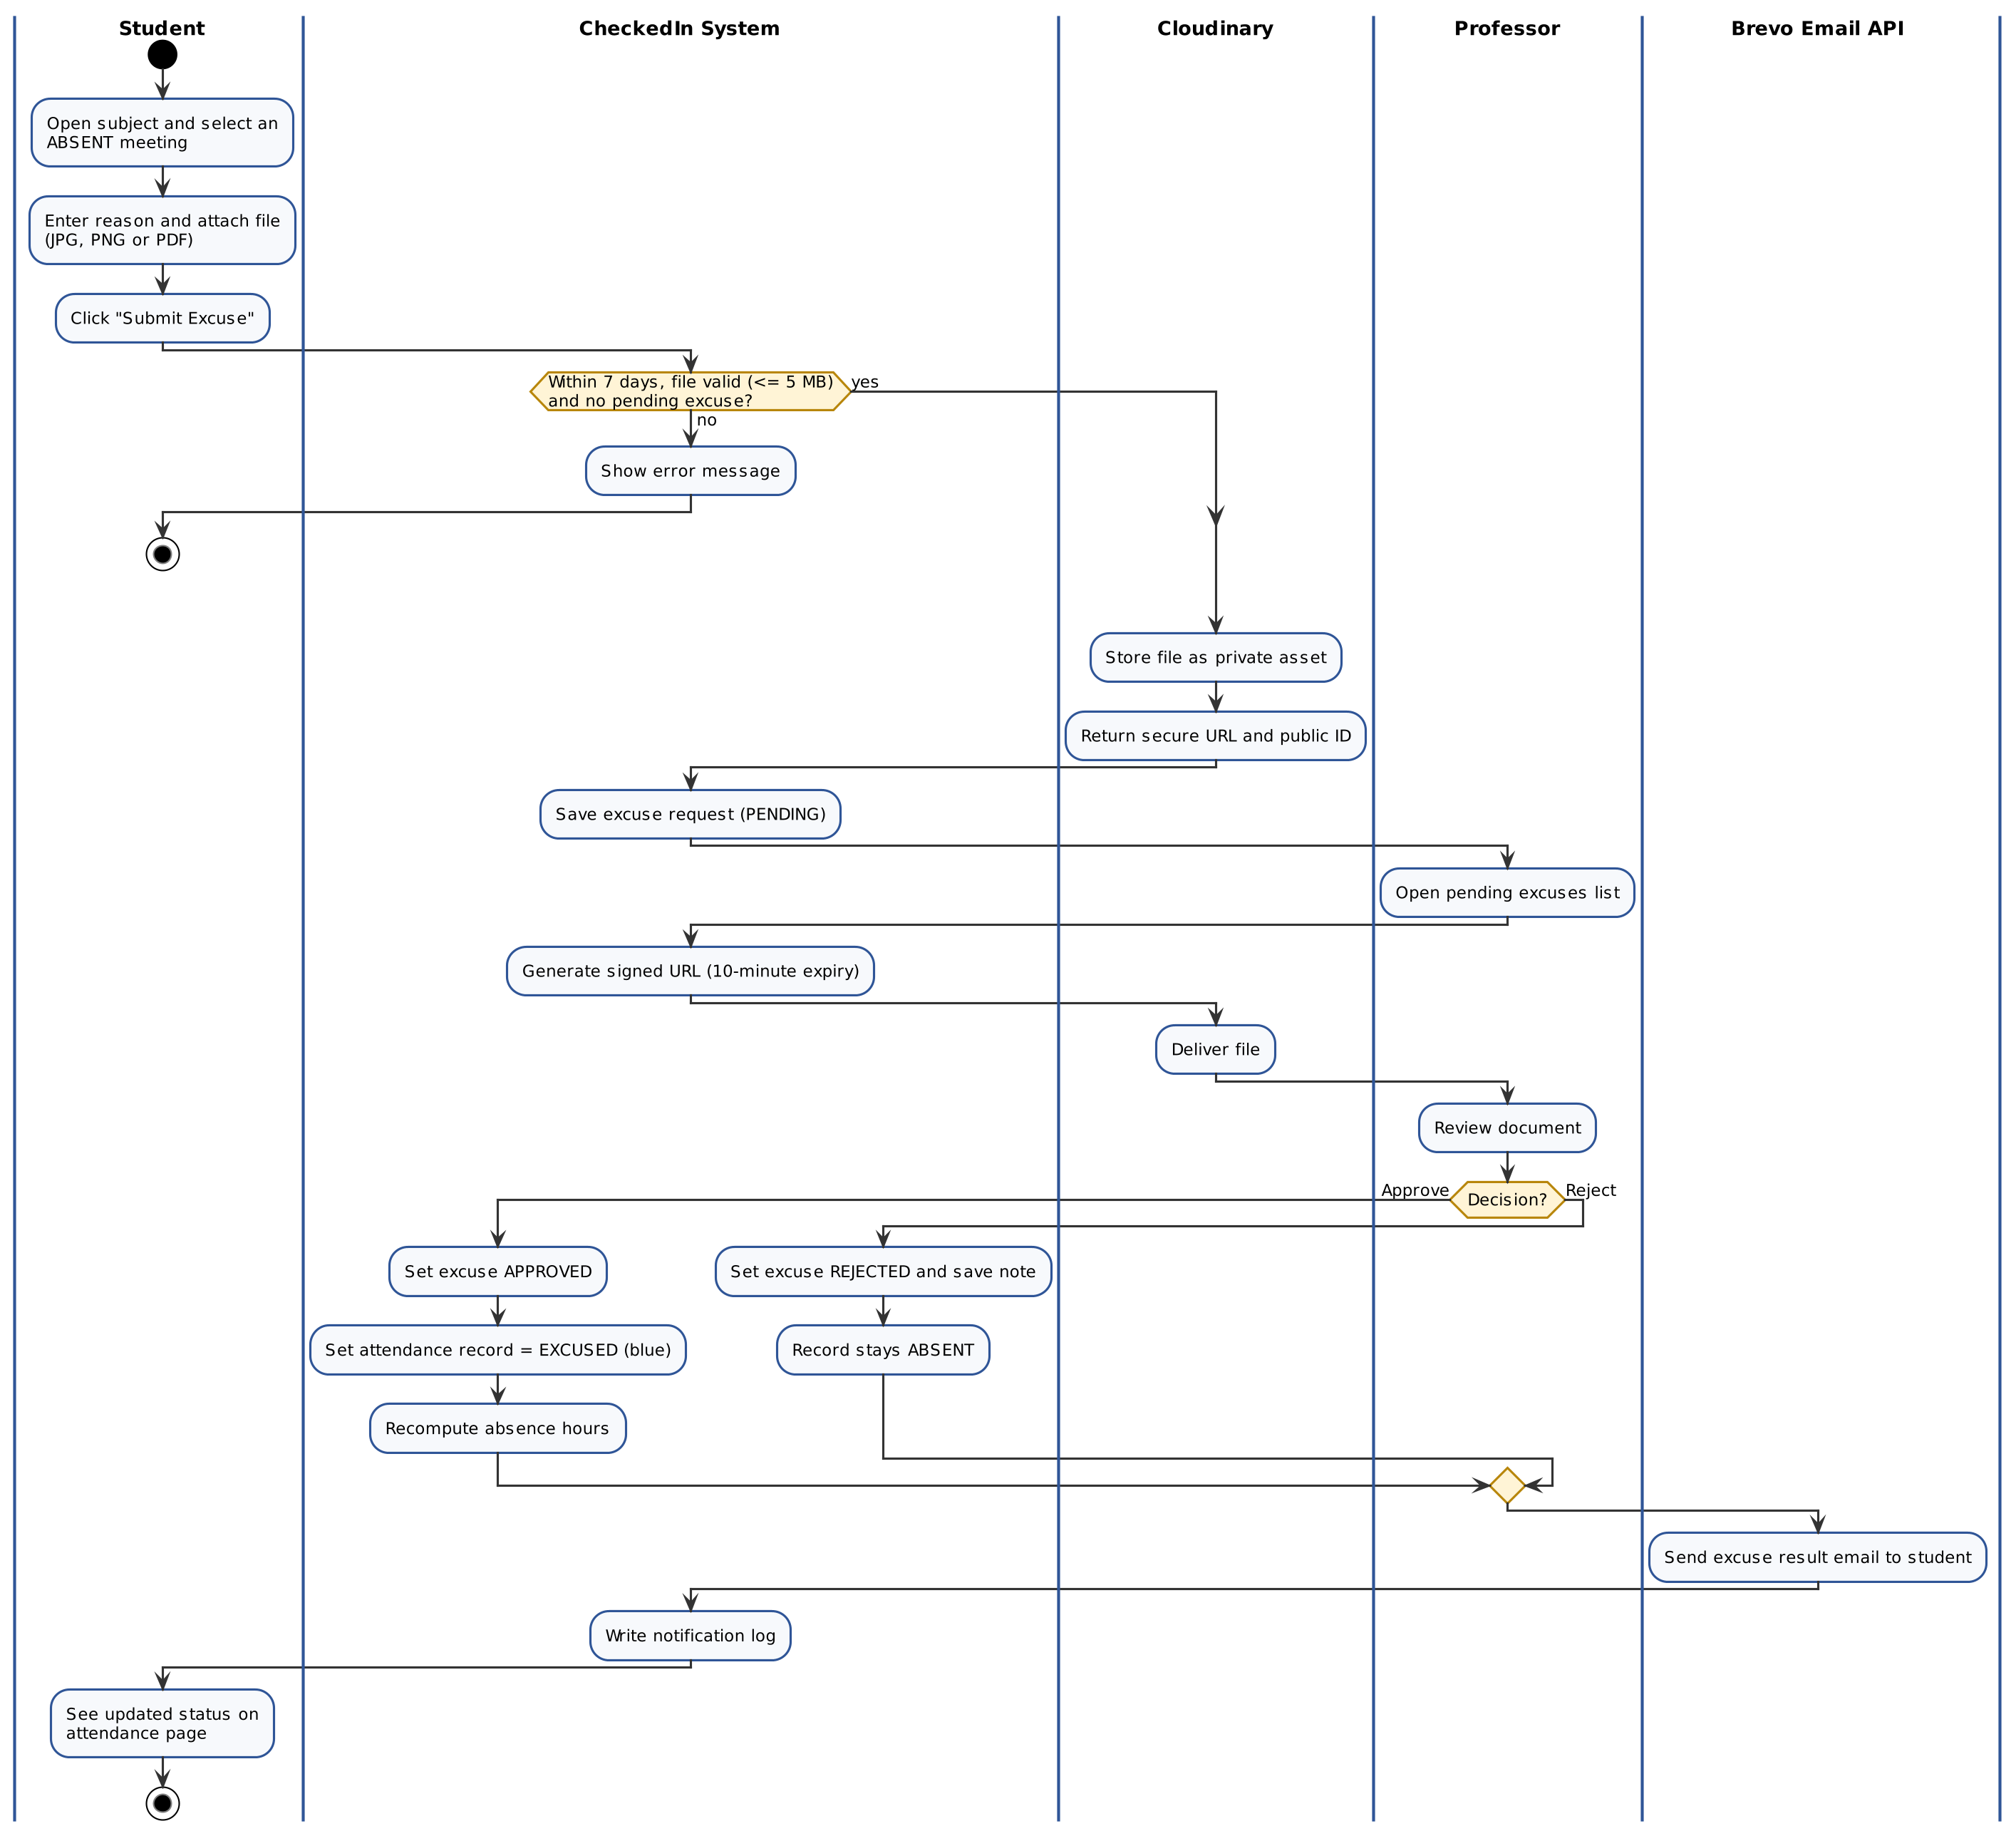 Student
CheckedIn System
Cloudinary
Professor
Brevo Email API
Open subject and select an
ABSENT meeting
Enter reason and attach file
(JPG, PNG or PDF)
Click "Submit Excuse"
Within 7 days, file valid (<= 5 MB)
and no pending excuse?
yes
no
Show error message
Store file as private asset
Return secure URL and public ID
Save excuse request (PENDING)
Open pending excuses list
Generate signed URL (10-minute expiry)
Deliver file
Review document
Approve
Decision?
Reject
Set excuse APPROVED
Set excuse REJECTED and save note
Set attendance record = EXCUSED (blue)
Record stays ABSENT
Recompute absence hours
Send excuse result email to student
Write notification log
See updated status on
attendance page